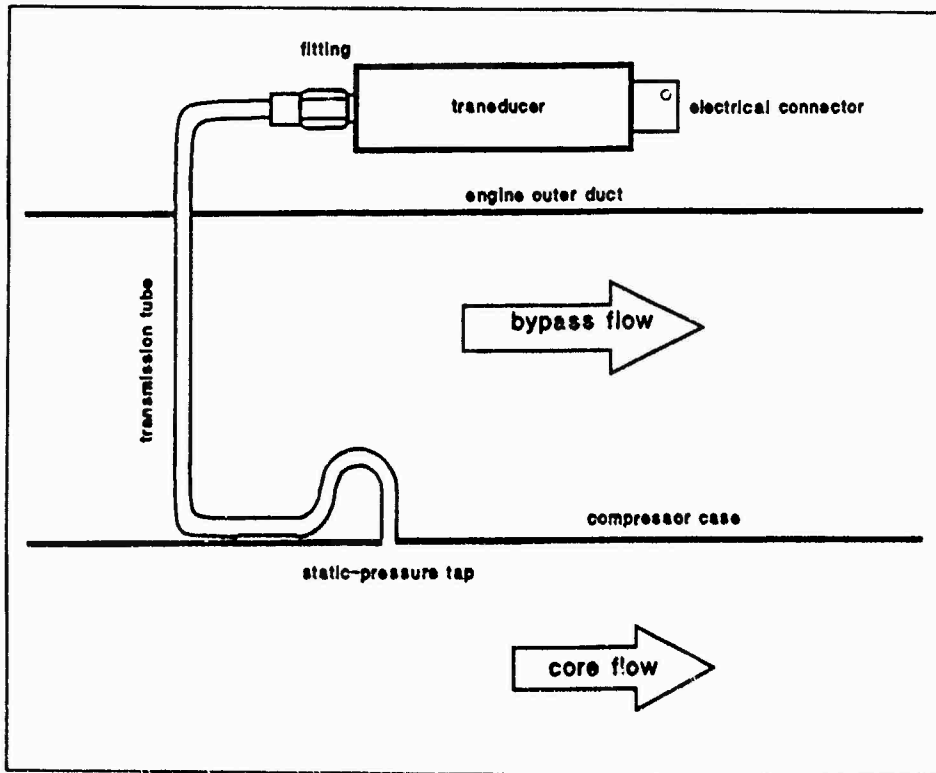 fitting
traneducer
electrical connector
engine outer duct
transmission tube
bypass flow
compressor case
static-pressure tap
core flow